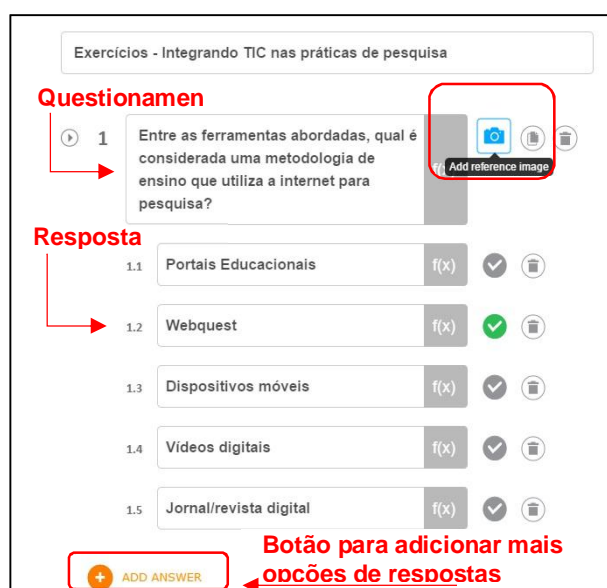 Exercícios - Integrando TIC nas práticas de pesquisa
Questionamen
1
Entre as ferramentas abordadas, qual é
considerada uma metodologia de
ensino que utiliza a internet para
pesquisa?
f(x)
Add reference image
Resposta
1.1 Portais Educacionais f(x)
1.2 Webquest f(x)
1.3 Dispositivos móveis f(x)
1.4 Vídeos digitais f(x)
1.5 Jornal/revista digital f(x)
Botão para adicionar mais
opções de respostas
ADD ANSWER